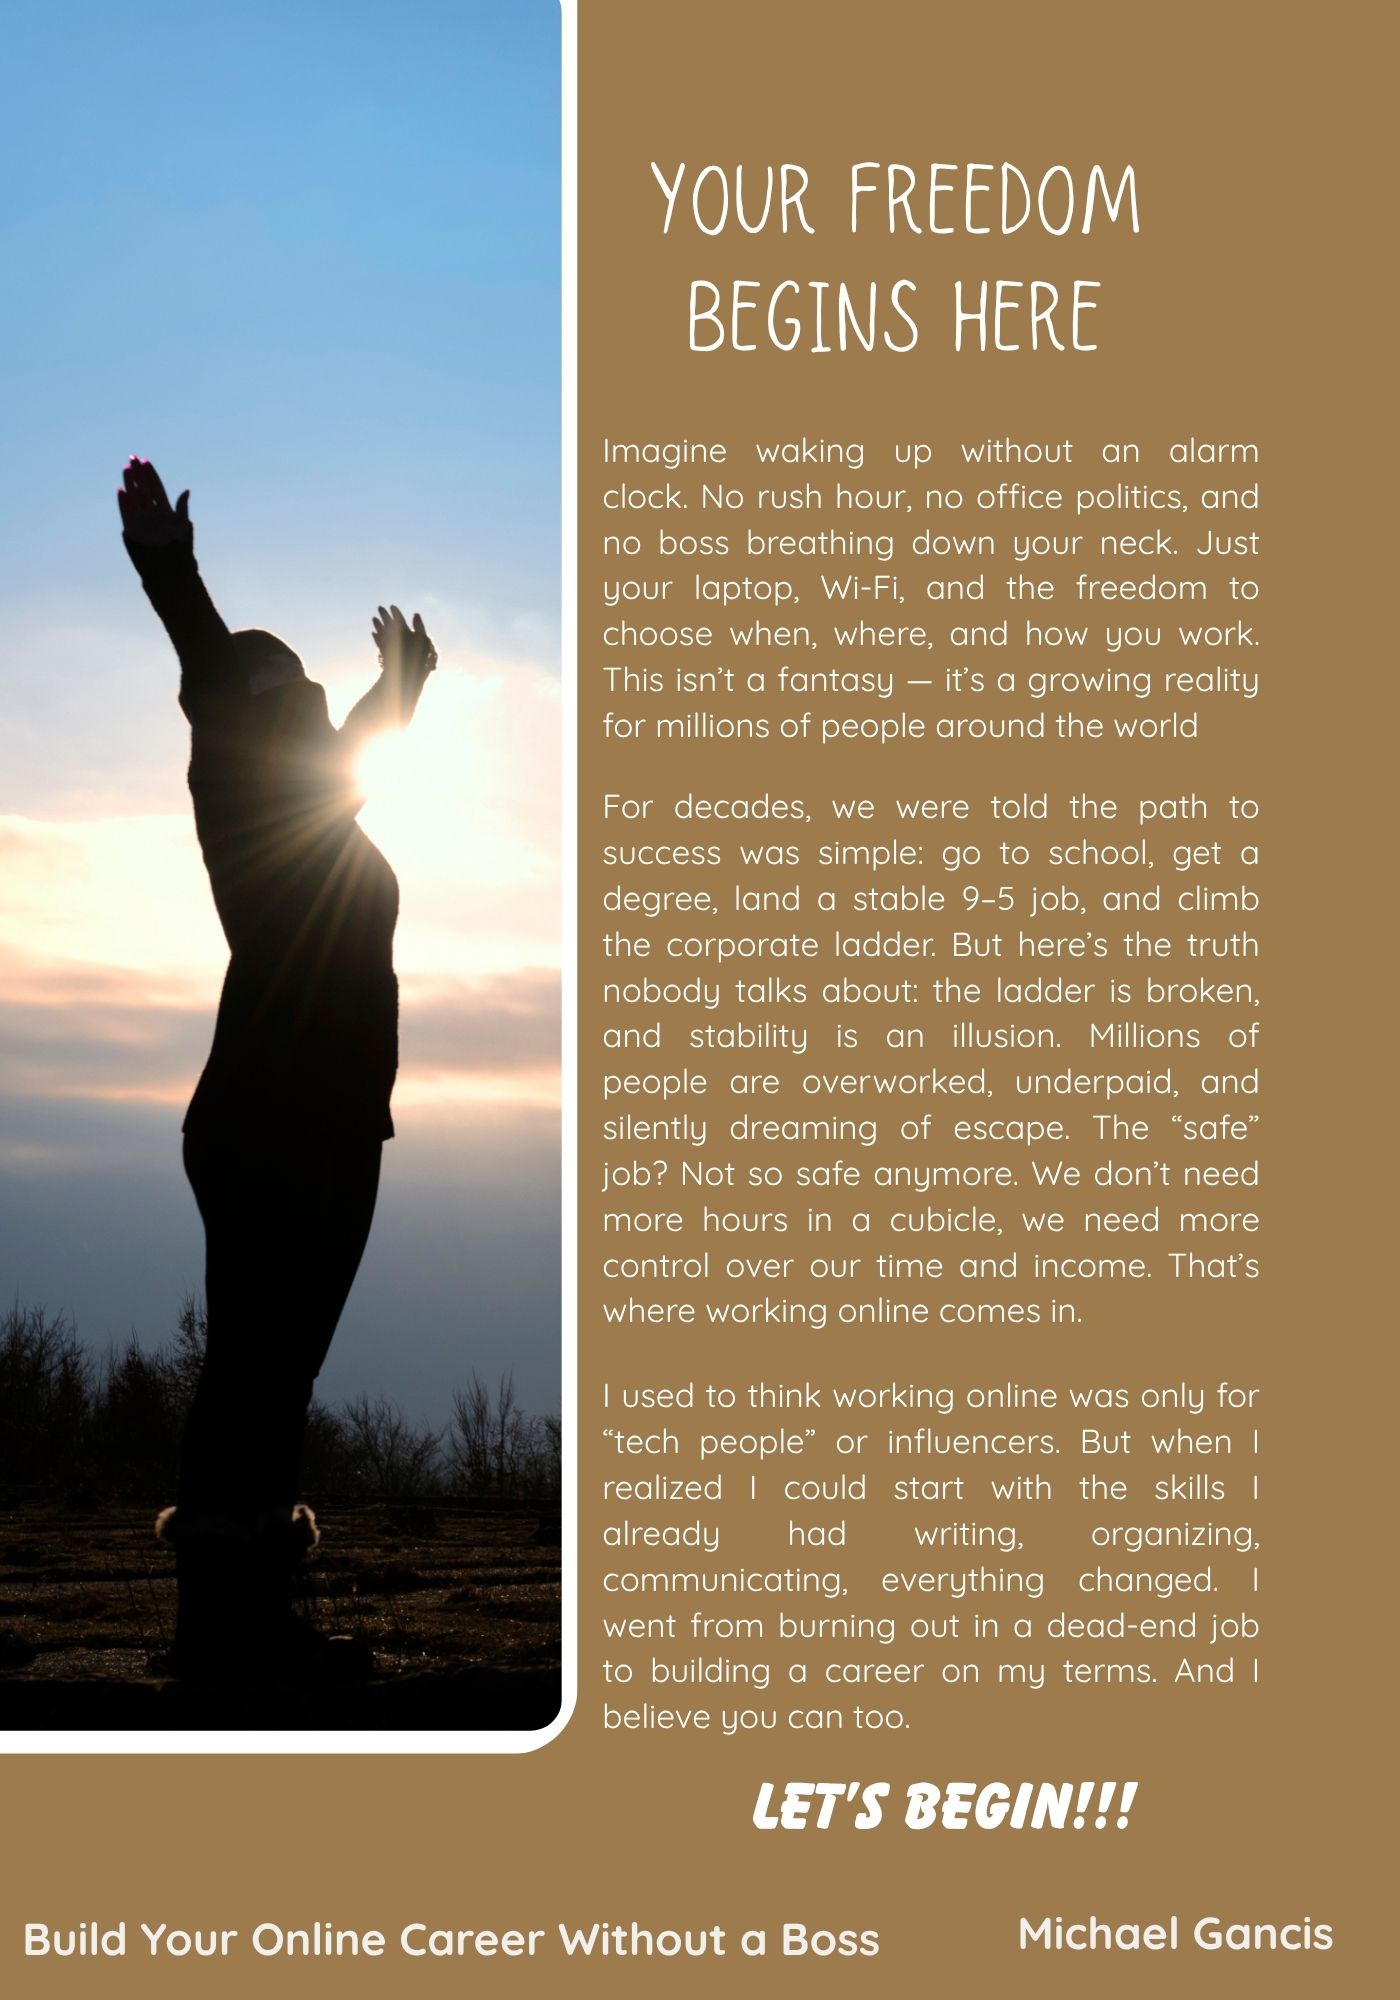 YOUR FREEDOM
BEGINS HERE
Imagine waking up without an alarm
clock. No rush hour, no office politics, and
no boss breathing down your neck. Just
your laptop, Wi-Fi, and the freedom to
choose when, where, and how you work.
This isn’t a fantasy — it’s a growing reality
for millions of people around the world
For decades, we were told the path to
success was simple: go to school, get a
degree, land a stable 9–5 job, and climb
the corporate ladder. But here’s the truth
nobody talks about: the ladder is broken,
and stability is an illusion. Millions of
people are overworked, underpaid, and
silently dreaming of escape. The “safe”
job? Not so safe anymore. We don’t need
more hours in a cubicle, we need more
control over our time and income. That’s
where working online comes in.
I used to think working online was only for
“tech people” or influencers. But when I
realized I could start with the skills I
already had writing, organizing,
communicating, everything changed. I
went from burning out in a dead-end job
to building a career on my terms. And I
believe you can too.
LET'S BEGIN!!!
Build Your Online Career Without a Boss
Michael Gancis